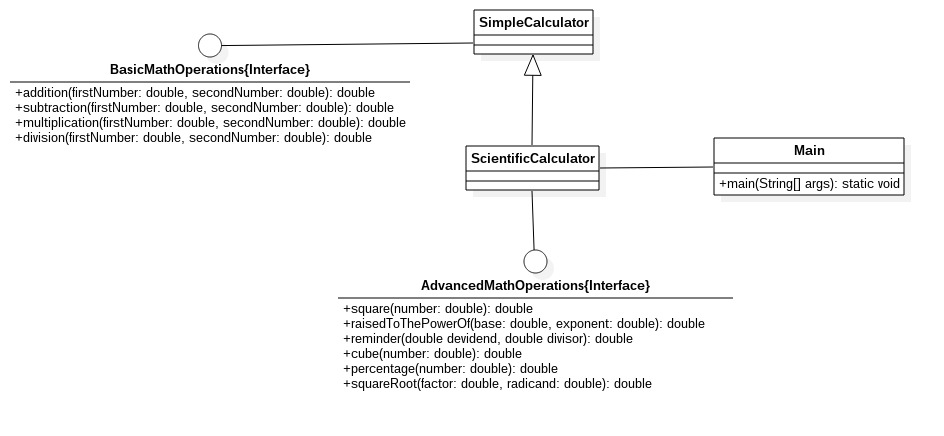 SimpleCalculator
BasicMathOperations{Interface}
+addition(firstNumber: double, secondNumber: double): double
+subtraction(firstNumber: double, secondNumber: double): double
+multiplication(firstNumber: double, secondNumber: double): double
+division(firstNumber: double, secondNumber: double): double
ScientificCalculator
Main
+main(String[] args): static void
AdvancedMathOperations{Interface}
+square(number: double): double
+raisedToThePowerOf(base: double, exponent: double): double
+reminder(double devidend, double divisor): double
+cube(number: double): double
+percentage(number: double): double
+squareRoot(factor: double, radicand: double): double